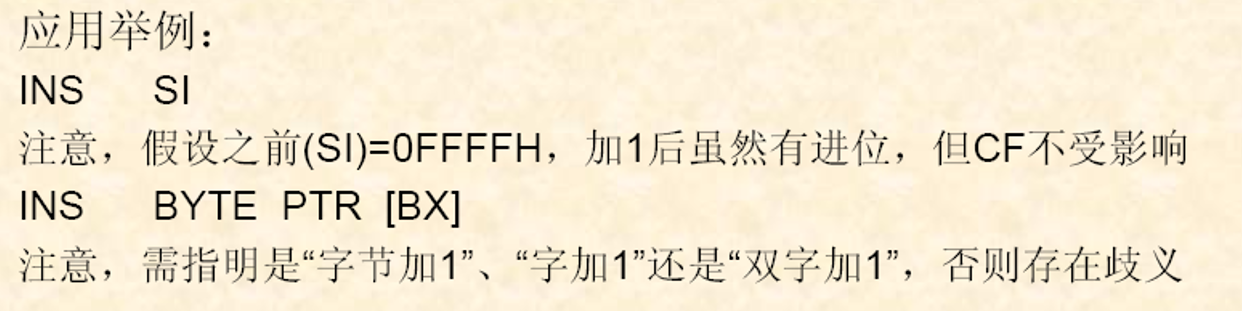 应用举例：
INS SI
注意，假设之前(SI)=0FFFFH，加1后虽然有进位，但CF不受影响
INS BYTE PTR [BX]
注意，需指明是“字节加1”、“字加1”还是“双字加1”，否则存在歧义